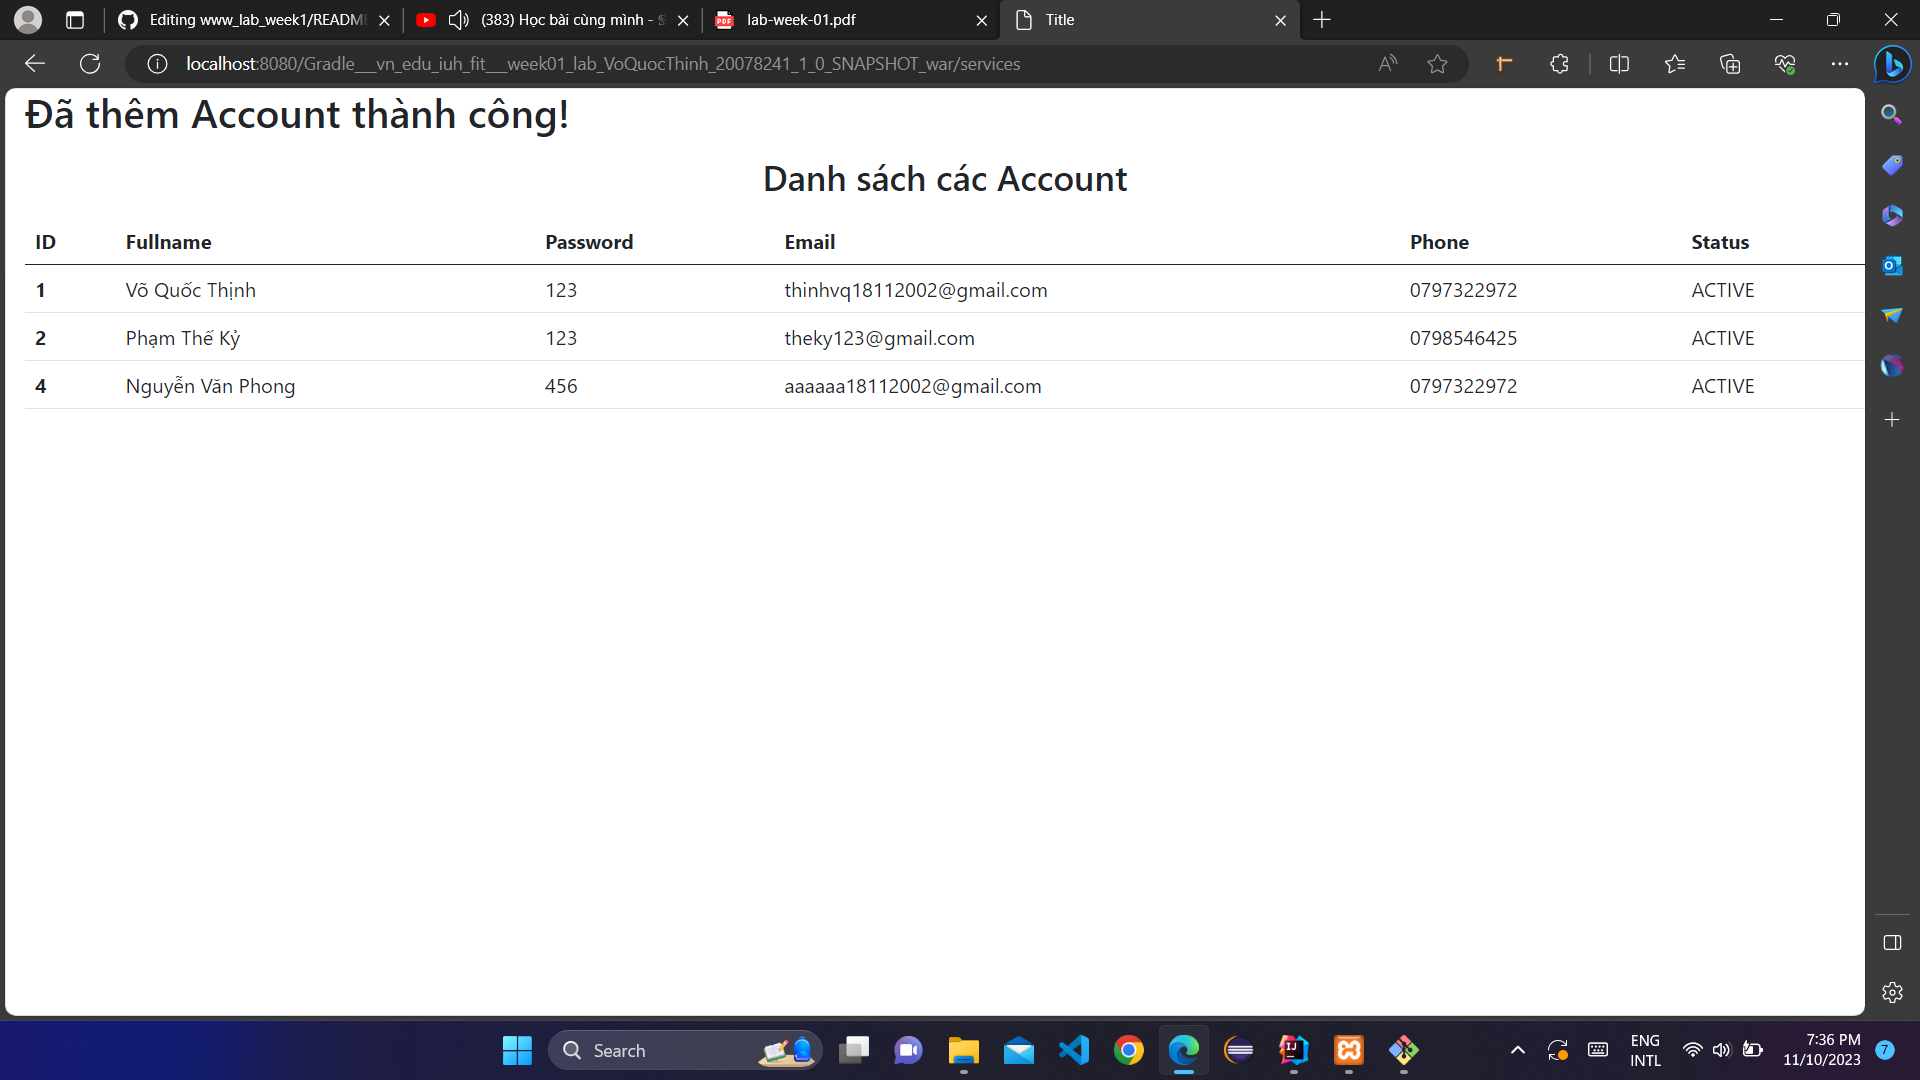 Editing www_lab_week1/README
(383) Học bài cùng mình - S
lab-week-01.pdf
Title
localhost:8080/Gradle___vn_edu_iuh_fit___week01_lab_VoQuocThinh_20078241_1_0_SNAPSHOT_war/services
Đã thêm Account thành công!
Danh sách các Account
ID Fullname Password Email Phone Status
1 Võ Quốc Thịnh 123 thinhvq18112002@gmail.com 0797322972 ACTIVE
2 Phạm Thế Kỷ 123 theky123@gmail.com 0798546425 ACTIVE
4 Nguyễn Văn Phong 456 aaaaaa18112002@gmail.com 0797322972 ACTIVE
Search
ENG
INTL
7:36 PM
11/10/2023
7